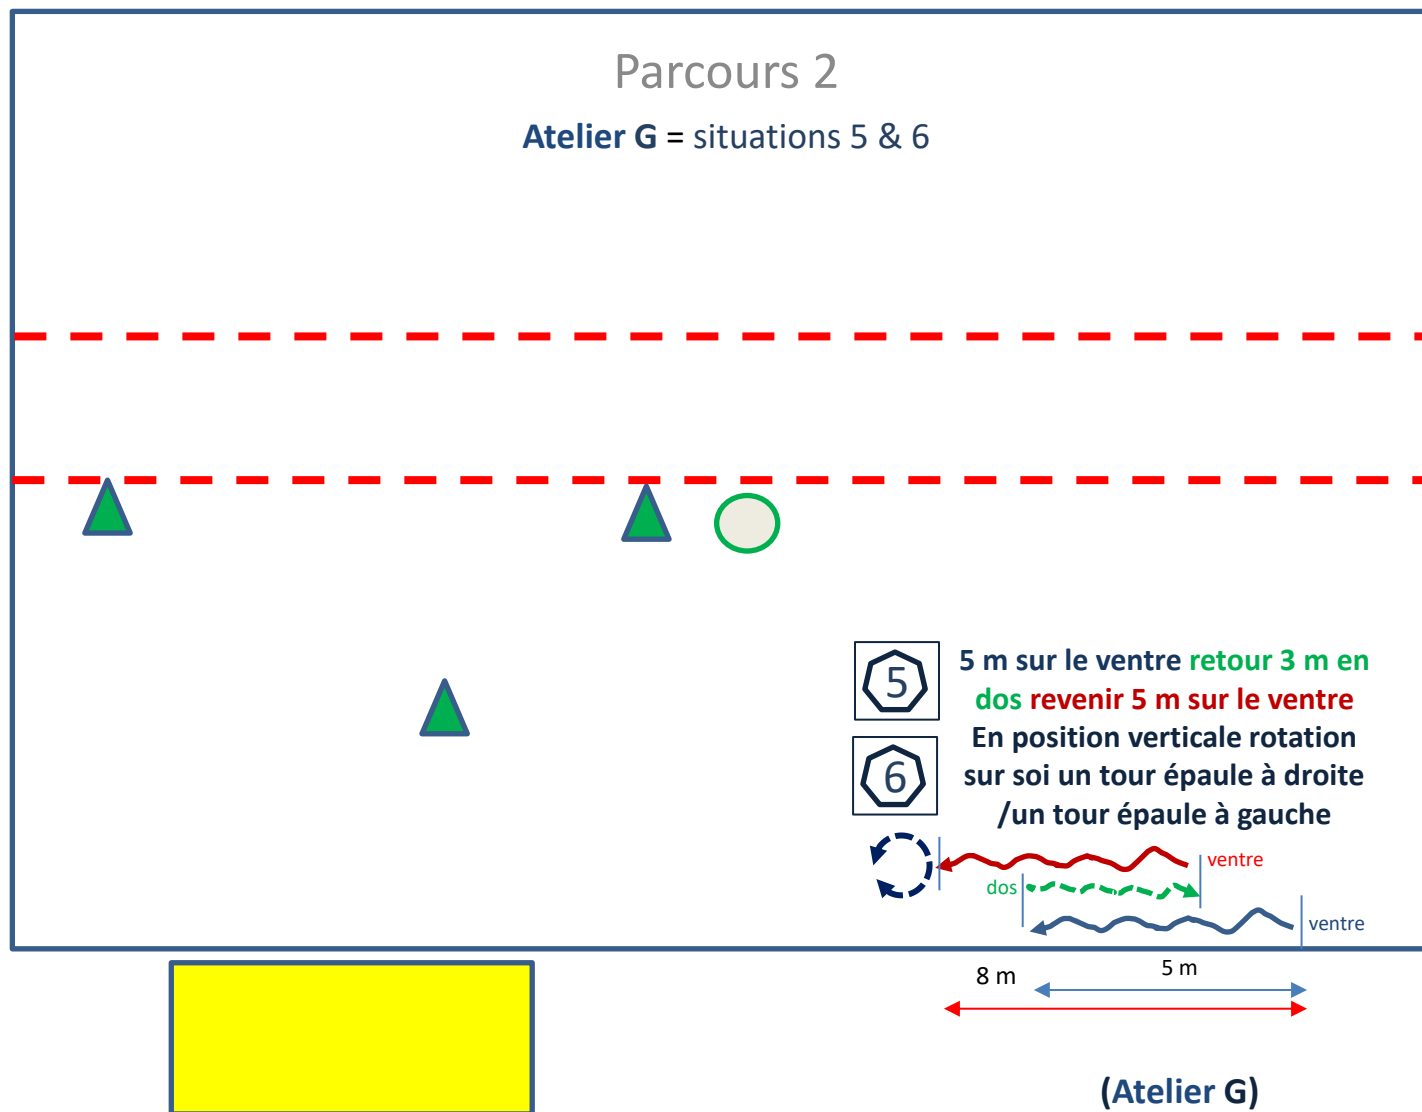 Parcours 2
Atelier G = situations 5 & 6
5
5 m sur le ventre retour 3 m en
dos revenir 5 m sur le ventre
6
En position verticale rotation
sur soi un tour épaule à droite
/un tour épaule à gauche
ventre
dos
ventre
8 m
5 m
(Atelier G)